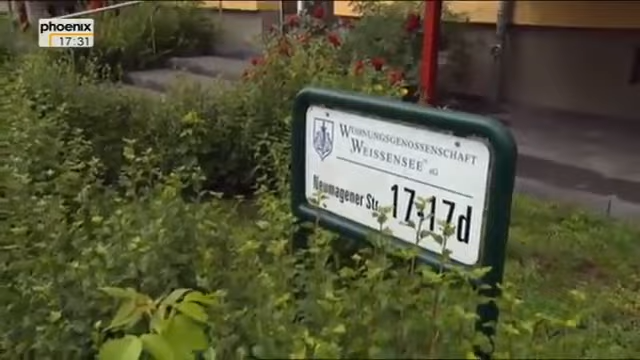 phoenix
17:31
WOHNUNGSGENOSSENSCHAFT
„WEISSENSEE“ eG
Neumagener Str. 17-17d